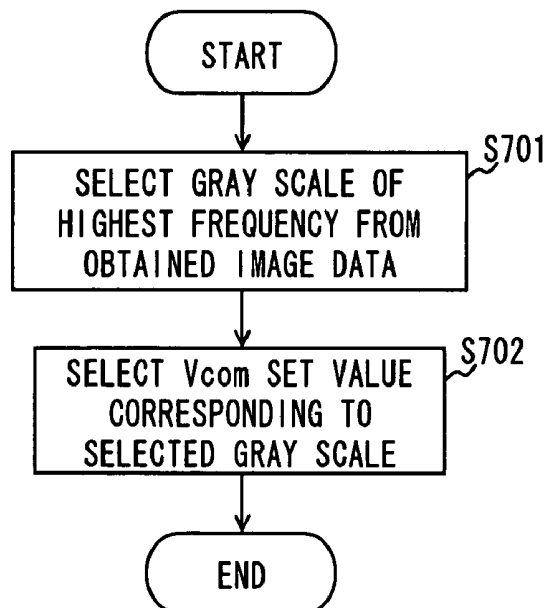 START
S701
SELECT GRAY SCALE OF
HIGHEST FREQUENCY FROM
OBTAINED IMAGE DATA
S702
SELECT Vcom SET VALUE
CORRESPONDING TO
SELECTED GRAY SCALE
END